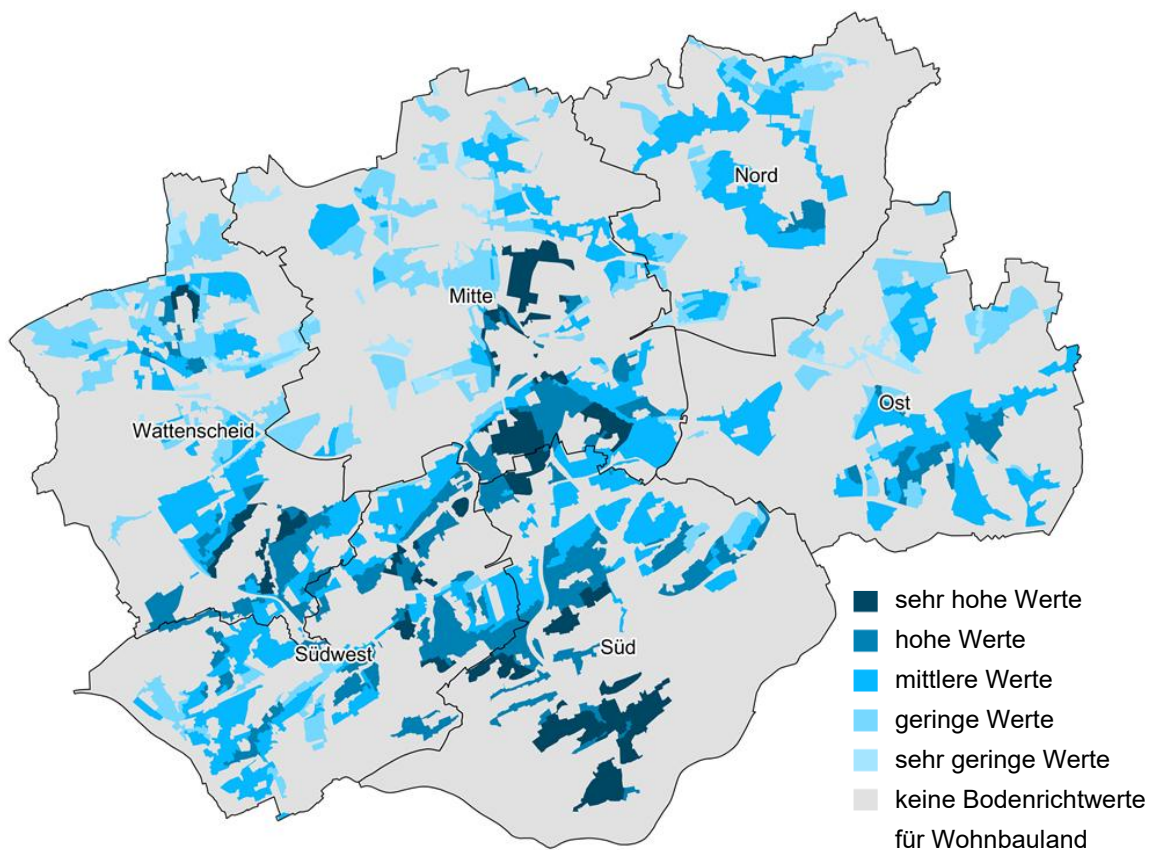 Nord
Mitte
Ost
Wattenscheid
Südwest
Süd
sehr hohe Werte
hohe Werte
mittlere Werte
geringe Werte
sehr geringe Werte
keine Bodenrichtwerte
für Wohnbauland